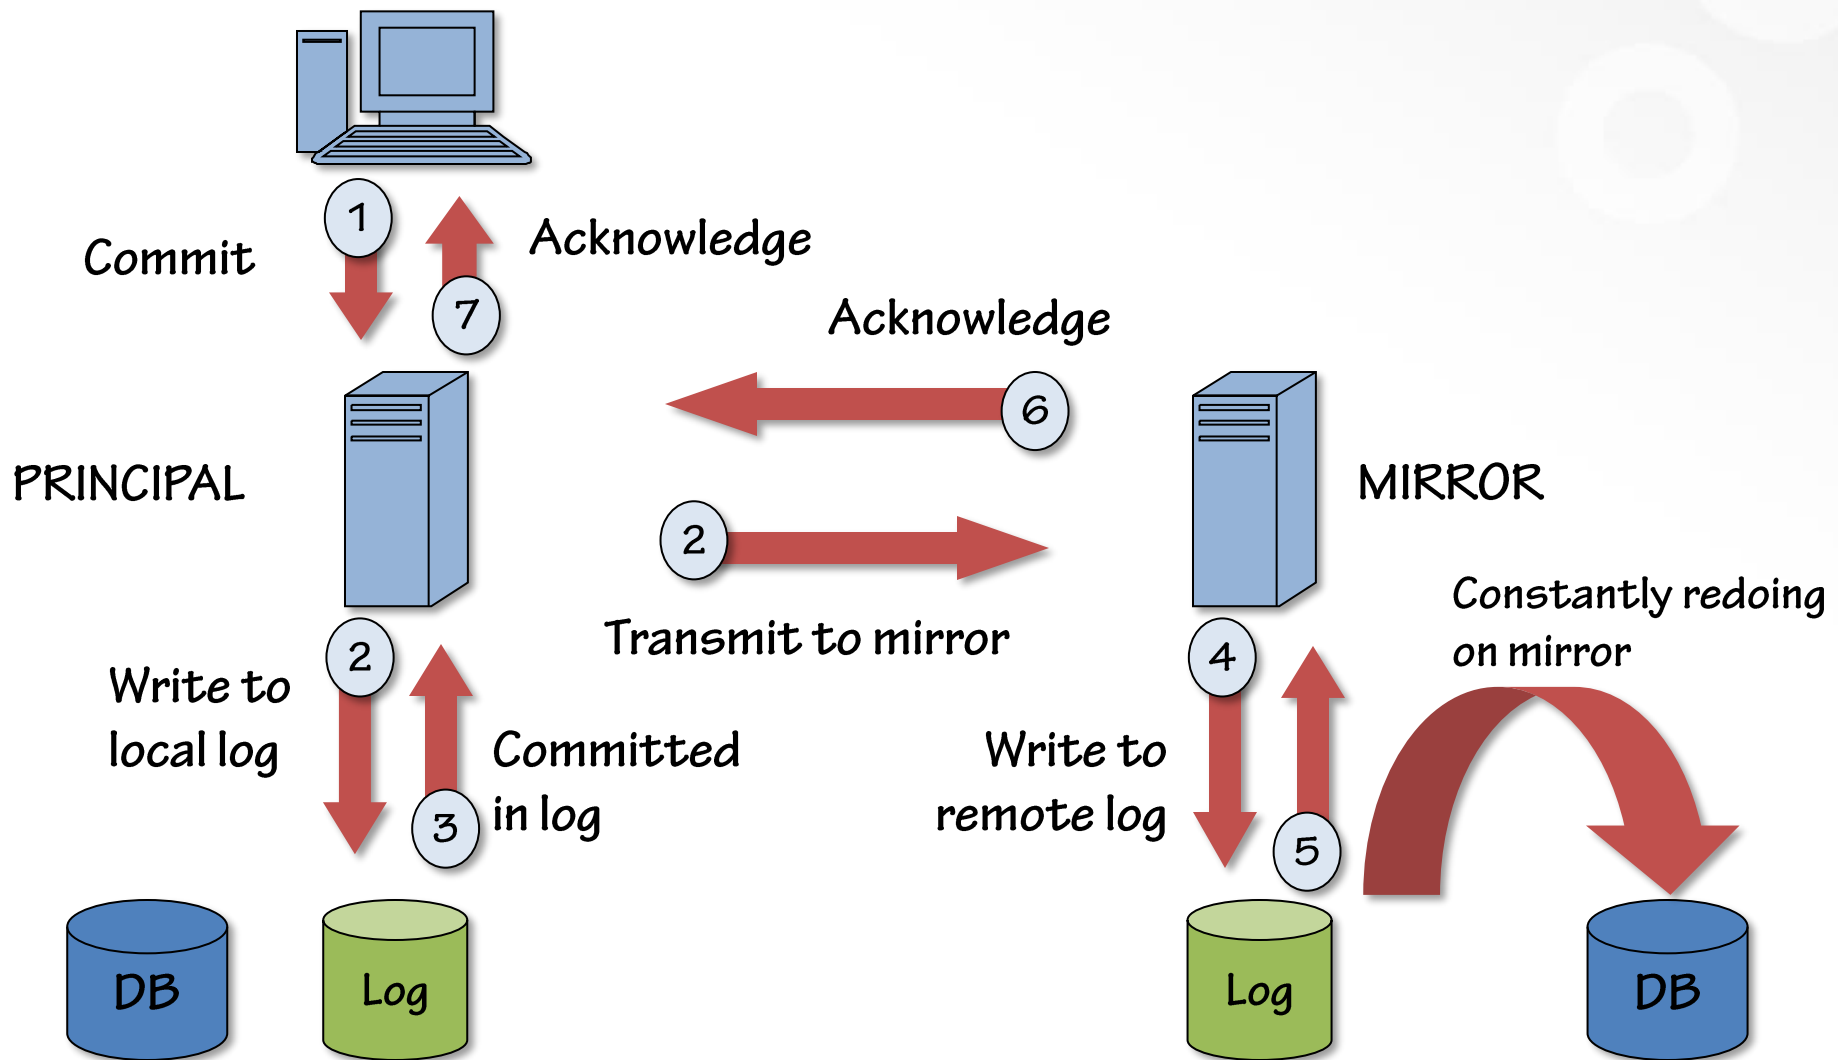 1
Commit
Acknowledge
7
Acknowledge
6
PRINCIPAL
MIRROR
2
Transmit to mirror
Constantly redoing
on mirror
2
Write to
local log
3
Committed
in log
4
Write to
remote log
5
DB
Log
Log
DB